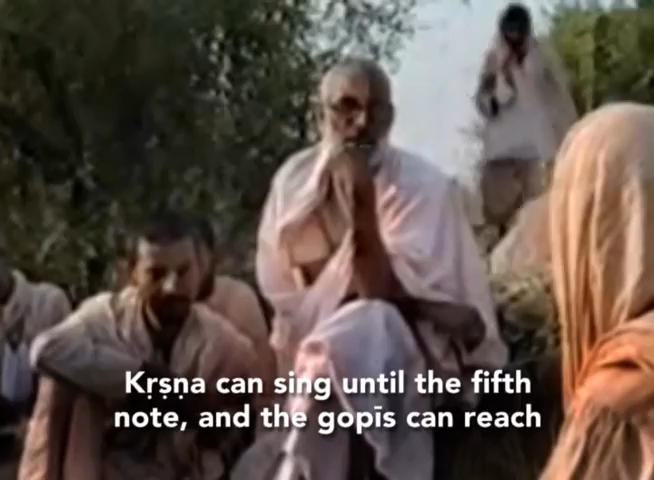 Kṛṣṇa can sing until the fifth
note, and the gopīs can reach